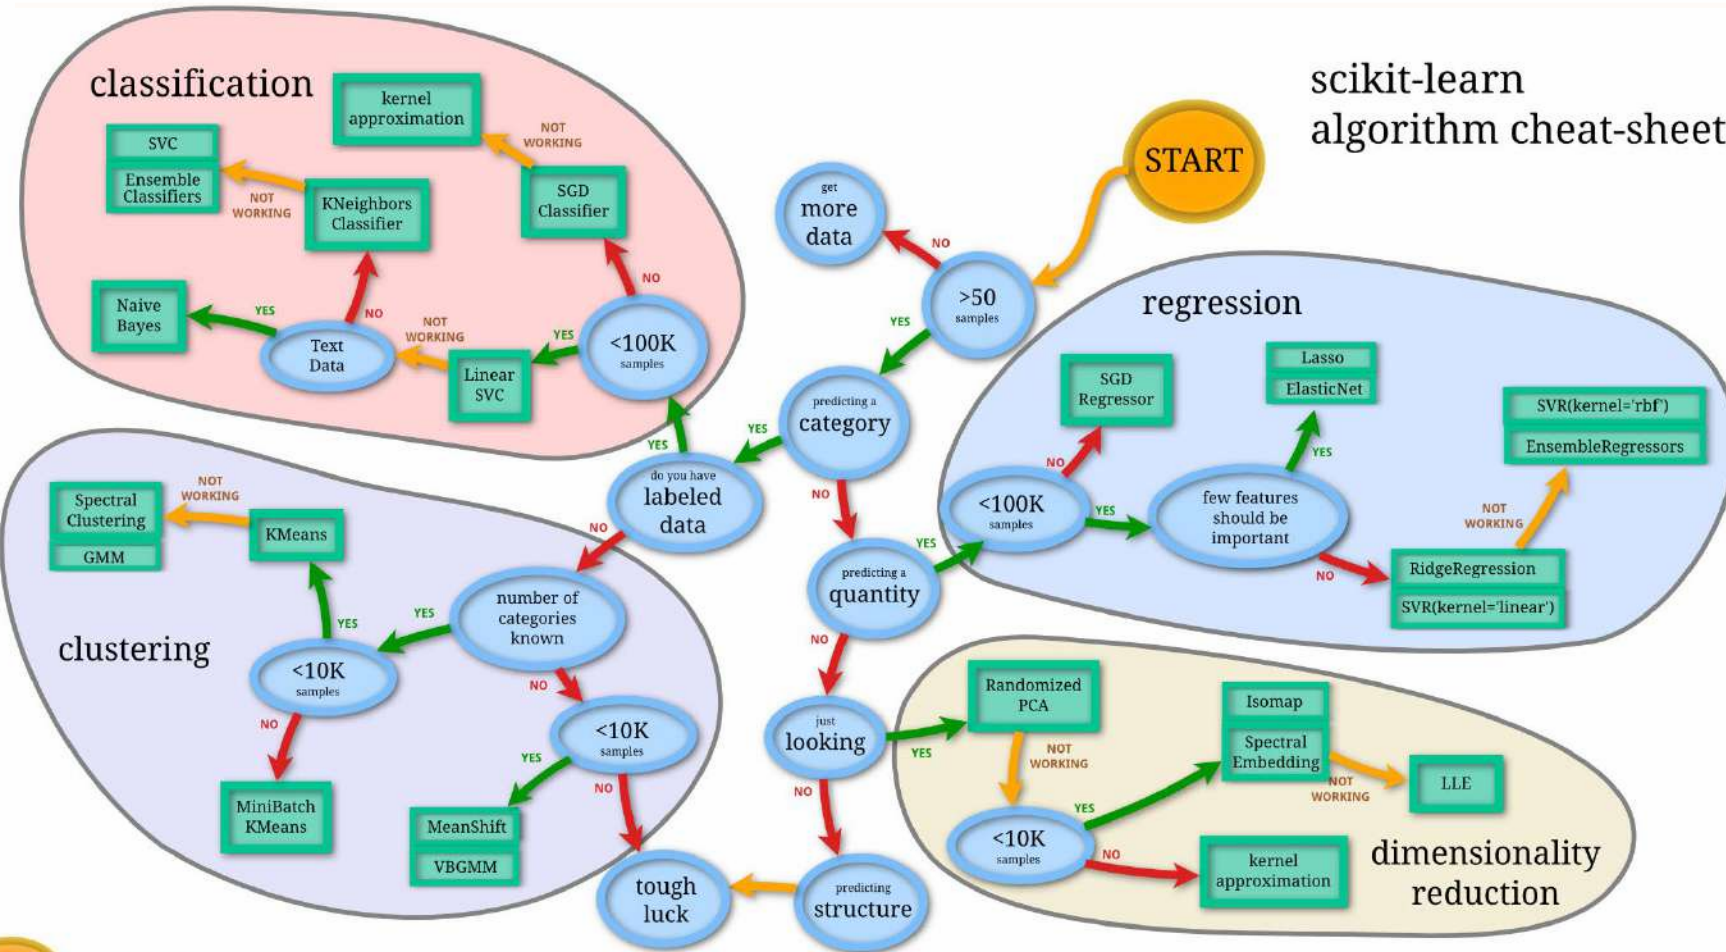 scikit-learn
algorithm cheat-sheet
START
classification
kernel
approximation
NOT
WORKING
SVC
Ensemble
Classifiers
NOT
WORKING
KNeighbors
Classifier
SGD
Classifier
NO
Naive
Bayes
YES
Text
Data
NO
NOT
WORKING
Linear
SVC
YES
<100K
samples
get
more
data
NO
>50
samples
YES
predicting a
category
YES
NO
do you have
labeled
data
YES
NO
predicting a
quantity
YES
NO
just
looking
YES
NO
predicting
structure
tough
luck
regression
SGD
Regressor
NO
<100K
samples
YES
Lasso
ElasticNet
YES
few features
should be
important
NO
SVR(kernel='rbf')
EnsembleRegressors
NOT
WORKING
RidgeRegression
SVR(kernel='linear')
clustering
Spectral
Clustering
GMM
NOT
WORKING
KMeans
YES
<10K
samples
NO
MiniBatch
KMeans
number of
categories
known
YES
NO
<10K
samples
YES
NO
MeanShift
VBGMM
dimensionality
reduction
Randomized
PCA
NOT
WORKING
<10K
samples
YES
NO
Isomap
Spectral
Embedding
NOT
WORKING
LLE
kernel
approximation